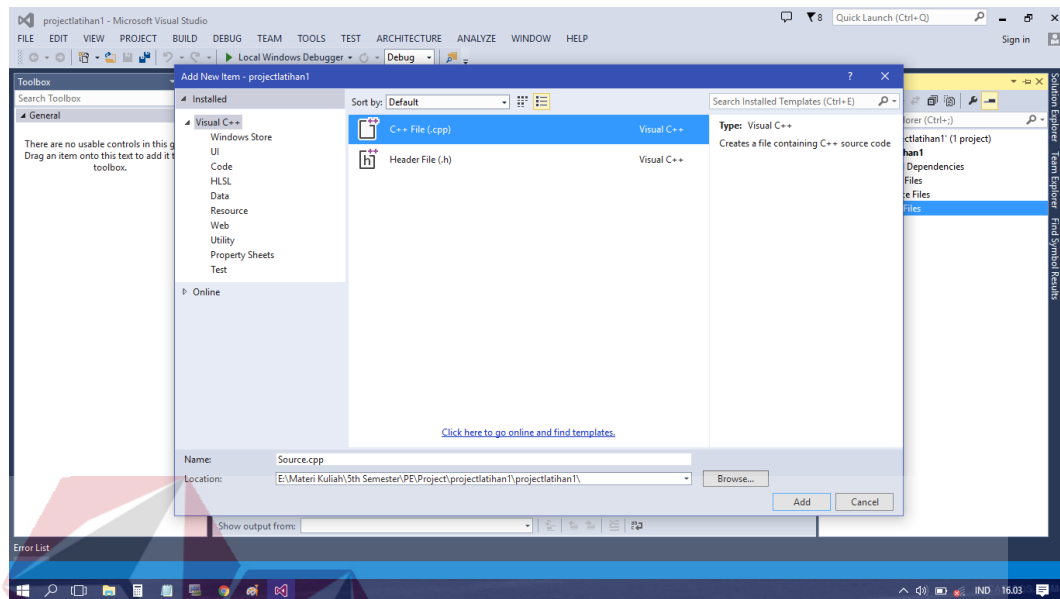 projectlatihan1 - Microsoft Visual Studio
8
Quick Launch (Ctrl+Q)
FILE EDIT VIEW PROJECT BUILD DEBUG TEAM TOOLS TEST ARCHITECTURE ANALYZE WINDOW HELP
Sign in
Local Windows Debugger
Debug
Toolbox
Search Toolbox
General
There are no usable controls in this g
Drag an item onto this text to add it t
toolbox.
Add New Item - projectlatihan1
? ×
Installed
Visual C++
Windows Store
UI
Code
HLSL
Data
Resource
Web
Utility
Property Sheets
Test
Online
Sort by: Default
C++ File (.cpp) Visual C++
Header File (.h) Visual C++
Click here to go online and find templates.
Search Installed Templates (Ctrl+E)
Type: Visual C++
Creates a file containing C++ source code
Name: Source.cpp
Location: E:\Materi Kuliah\5th Semester\PE\Project\projectlatihan1\projectlatihan1\
Browse...
Add Cancel
lorer (Ctrl+;)
ctlatihan1' (1 project)
han1
Dependencies
Files
ce Files
Files
Solution Explorer
Team Explorer
Find Symbol Results
Show output from:
Error List
IND 16.03